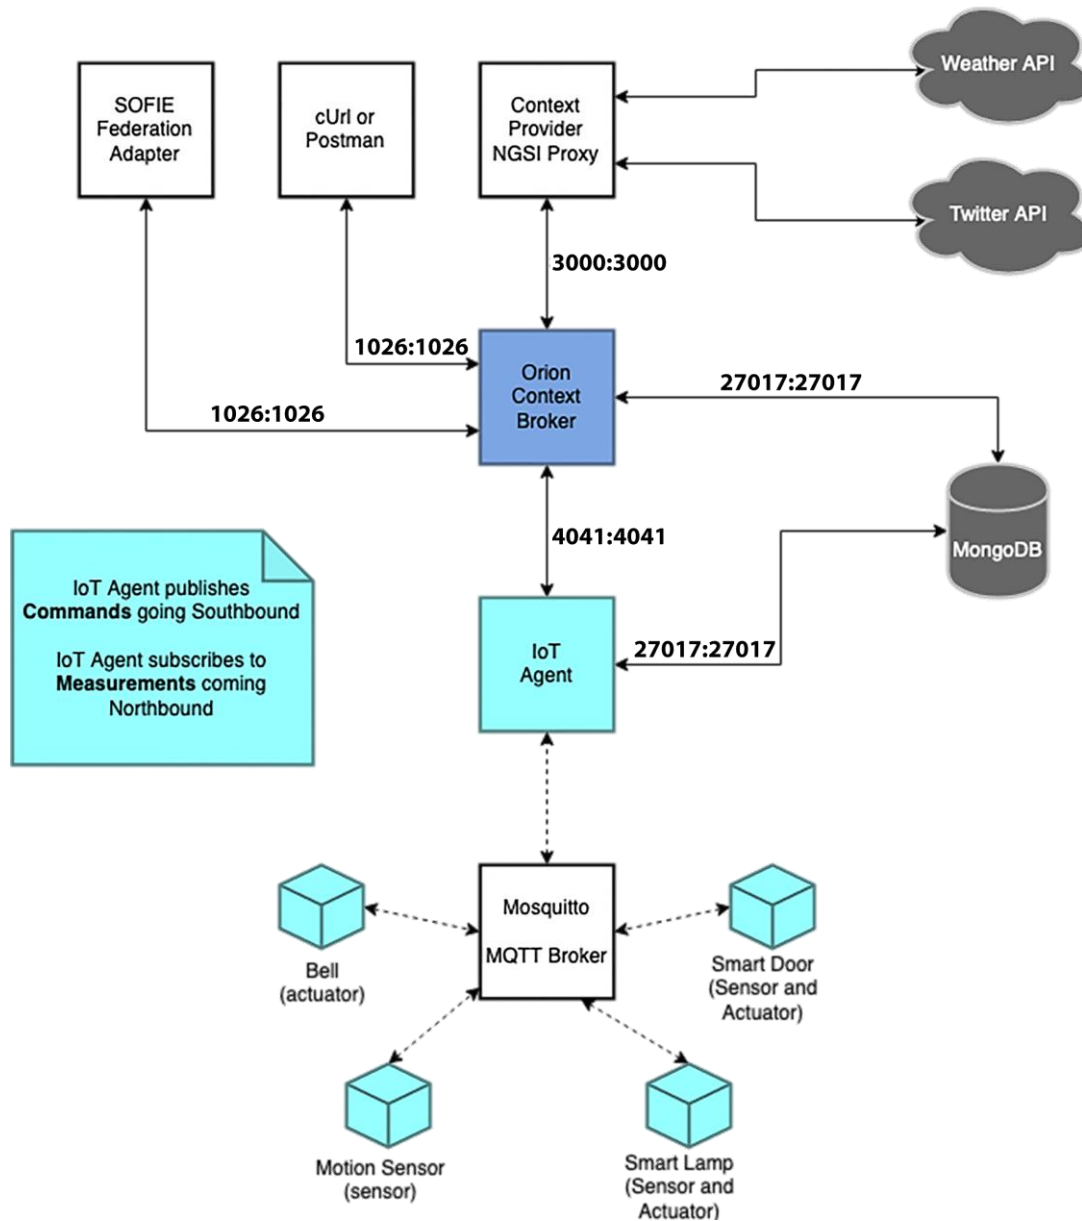 Weather API
SOFIE
Federation
Adapter
cUrl or
Postman
Context
Provider
NGSI Proxy
Twitter API
3000:3000
1026:1026
Orion
Context
Broker
27017:27017
1026:1026
4041:4041
MongoDB
IoT Agent publishes
Commands going Southbound
IoT Agent subscribes to
Measurements coming
Northbound
IoT
Agent
27017:27017
Mosquitto
MQTT Broker
Bell
(actuator)
Smart Door
(Sensor and
Actuator)
Motion Sensor
(sensor)
Smart Lamp
(Sensor and
Actuator)